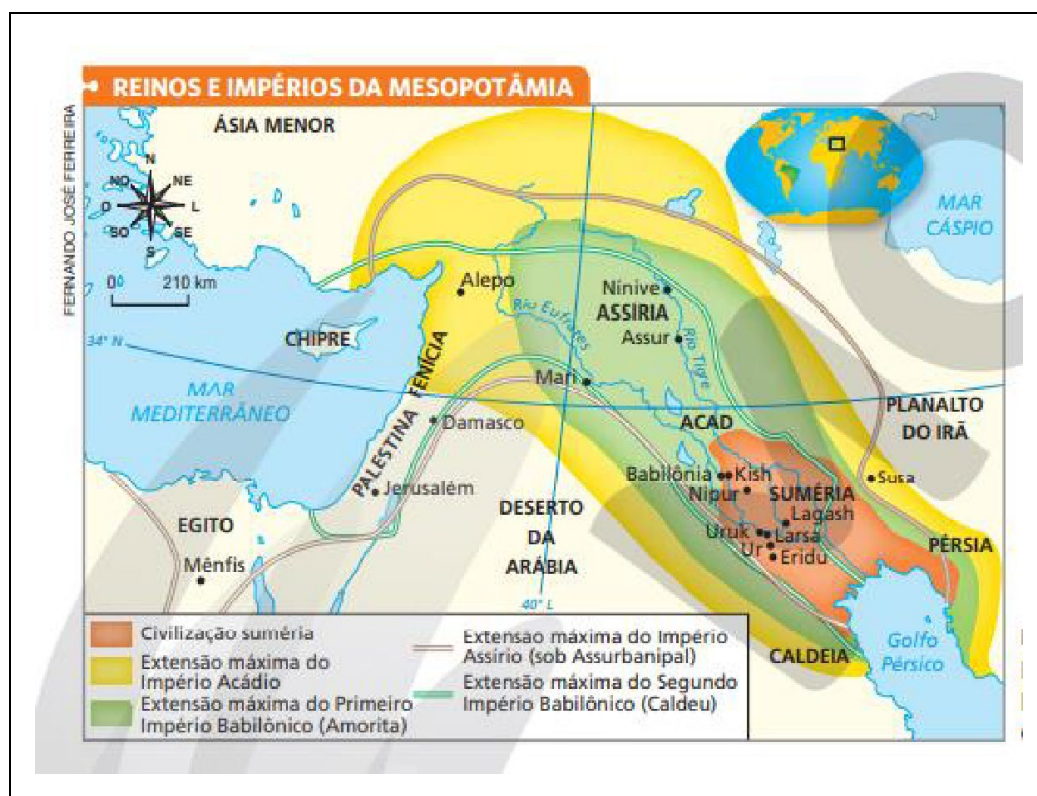 REINOS E IMPÉRIOS DA MESOPOTÂMIA
FERNANDO JOSÉ FERREIRA
ÁSIA MENOR
N
NO
NE
O
L
SO
SE
S
0
210 km
MAR
CÁSPIO
Alepo
Nínive
ASSÍRIA
Rio Eufrates
Assur
Rio Tigre
CHIPRE
34° N
FENÍCIA
Mari
MAR
MEDITERRÂNEO
PLANALTO
DO IRÃ
ACAD
Damasco
PALESTINA
Babilônia
Kish
Susa
Nipur
SUMÉRIA
Jerusalém
Lagash
EGITO
DESERTO
DA
ARÁBIA
Uruk
Larsa
Ur
Eridu
PÉRSIA
Mênfis
40° L
Golfo
Pérsico
CALDEIA
Civilização suméria
Extensão máxima do
Império Acádio
Extensão máxima do Primeiro
Império Babilônico (Amorita)
Extensão máxima do Império
Assírio (sob Assurbanipal)
Extensão máxima do Segundo
Império Babilônico (Caldeu)